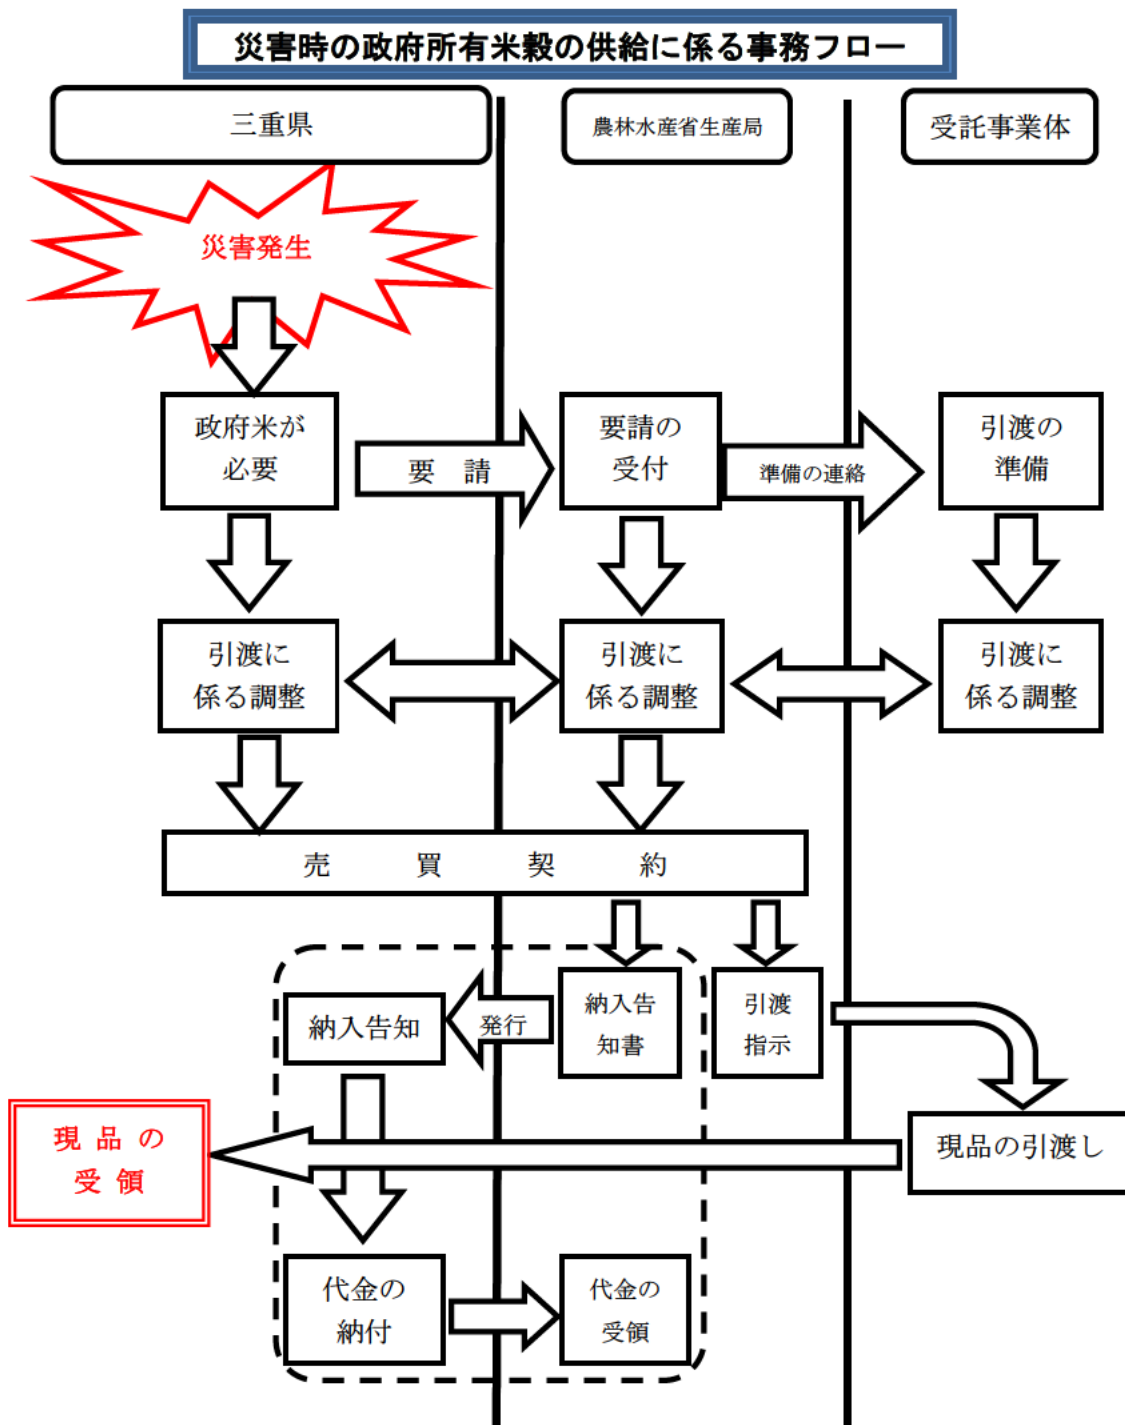 災害時の政府所有米穀の供給に係る事務フロー
三重県
農林水産省生産局
受託事業体
災害発生
政府米が
必要
要　請
要請の
受付
準備の連絡
引渡の
準備
引渡に
係る調整
引渡に
係る調整
引渡に
係る調整
売　買　契　約
納入告知
発行
納入告
知書
引渡
指示
現 品 の
受 領
現品の引渡し
代金の
納付
代金の
受領